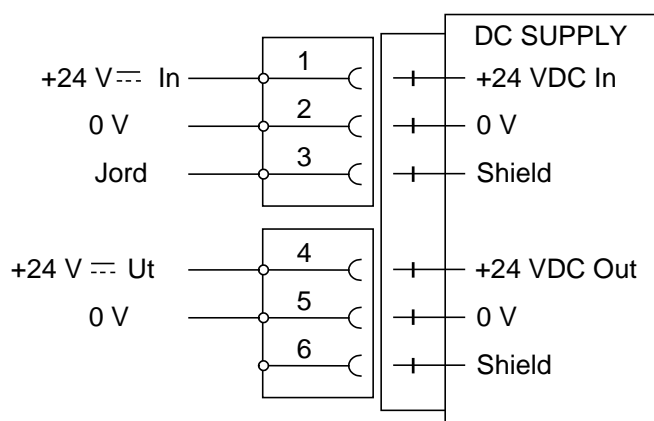 DC SUPPLY
+24 V ⎓ In 1 +24 VDC In
0 V 2 0 V
Jord 3 Shield
+24 V ⎓ Ut 4 +24 VDC Out
0 V 5 0 V
6 Shield